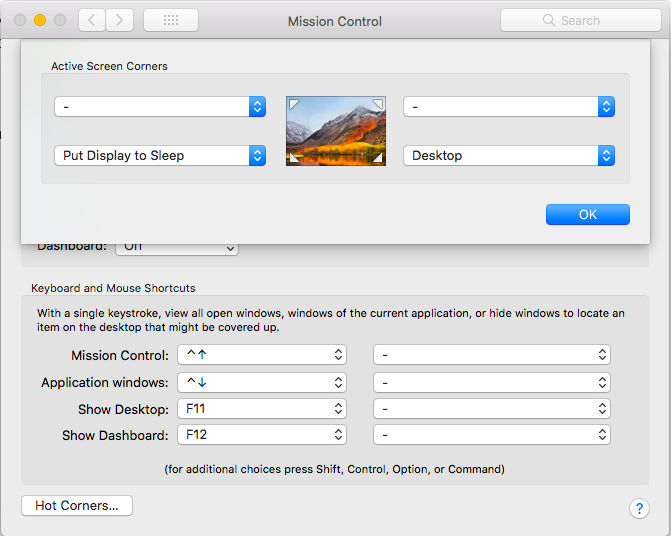 Mission Control
Search
Active Screen Corners
-
-
Put Display to Sleep
Desktop
OK
Dashboard: Off
Keyboard and Mouse Shortcuts
With a single keystroke, view all open windows, windows of the current application, or hide windows to locate an
item on the desktop that might be covered up.
Mission Control: ^↑ -
Application windows: ^↓ -
Show Desktop: F11 -
Show Dashboard: F12 -
(for additional choices press Shift, Control, Option, or Command)
Hot Corners...
?